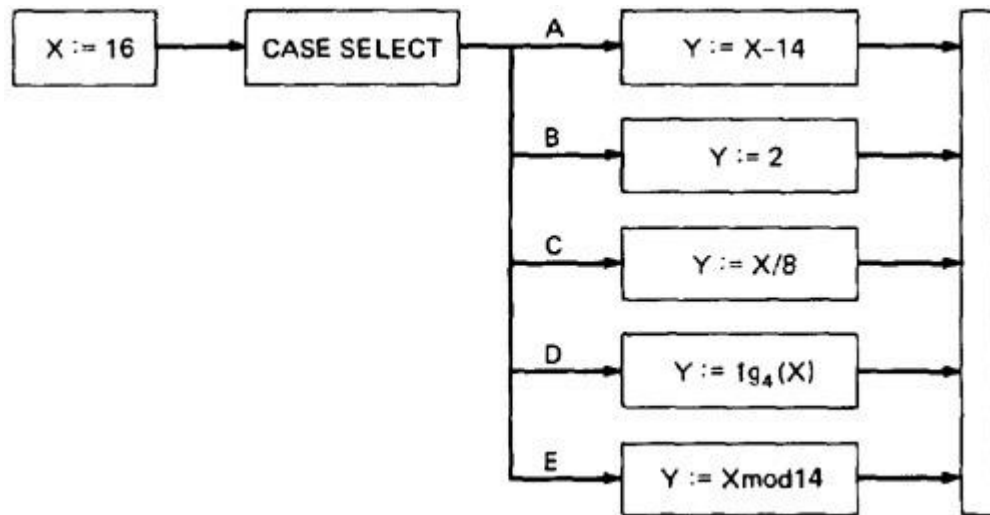 X := 16
CASE SELECT
A
Y := X-14
B
Y := 2
C
Y := X/8
D
Y := lg₄(X)
E
Y := Xmod14